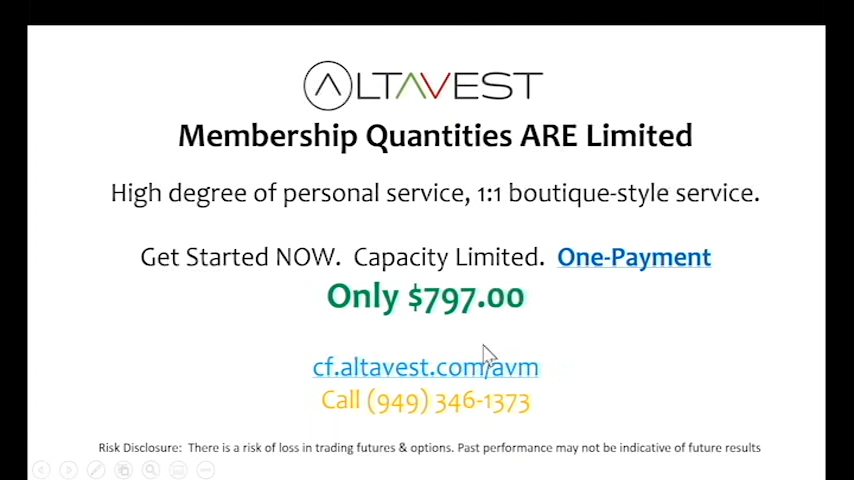 ALTAVEST
Membership Quantities ARE Limited
High degree of personal service, 1:1 boutique-style service.
Get Started NOW.  Capacity Limited.  One-Payment
Only $797.00
cf.altavest.com/avm
Call (949) 346-1373
Risk Disclosure:  There is a risk of loss in trading futures & options. Past performance may not be indicative of future results